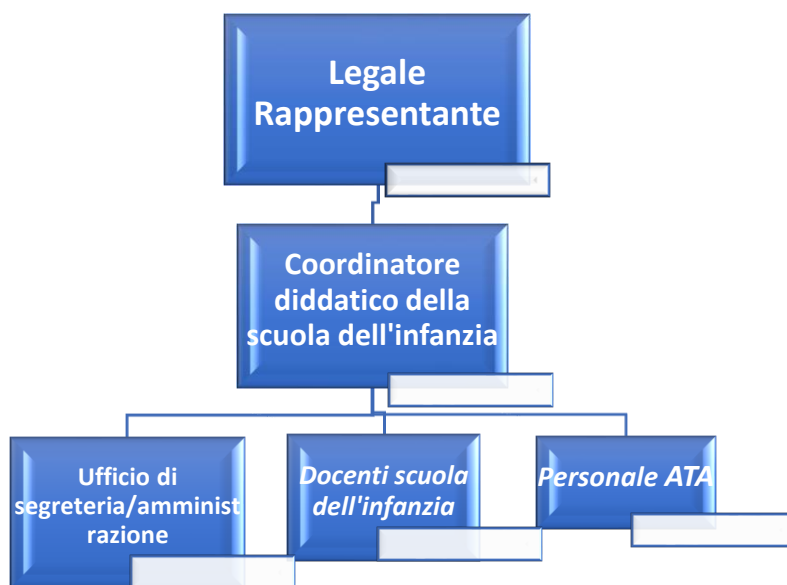 Legale
Rappresentante
Coordinatore
diddatico della
scuola dell'infanzia
Ufficio di
segreteria/amminist
razione
Docenti scuola
dell'infanzia
Personale ATA